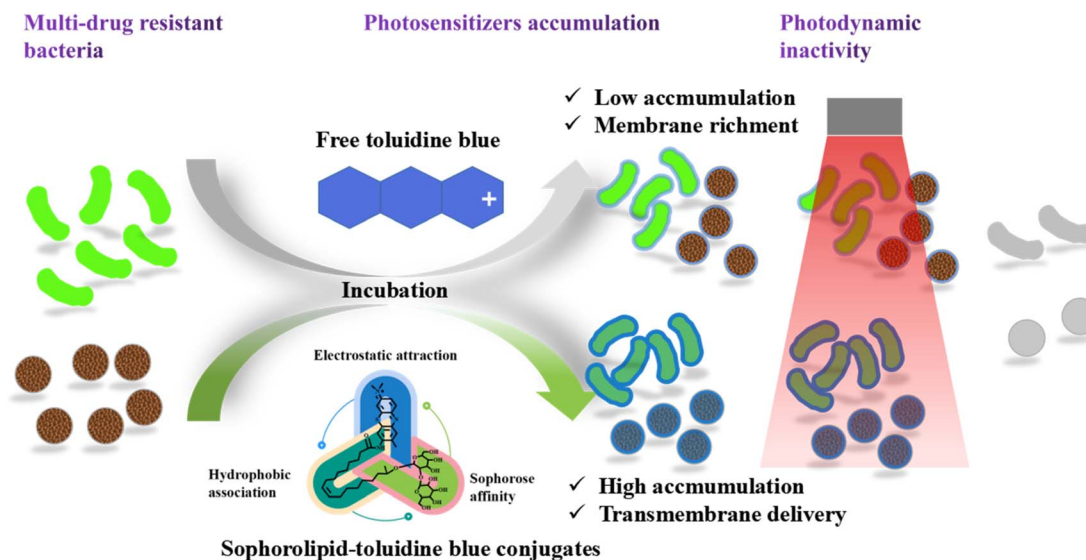 Multi-drug resistant
bacteria
Photosensitizers accumulation
Photodynamic
inactivity
✓ Low accmumulation
✓ Membrane richment
Free toluidine blue
+
Incubation
Electrostatic attraction
Hydrophobic
association
Sophorose
affinity
✓ High accmumulation
✓ Transmembrane delivery
Sophorolipid-toluidine blue conjugates